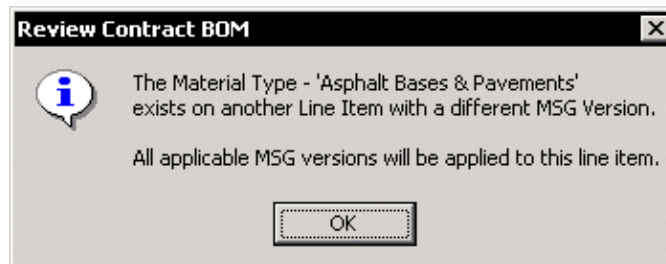 Review Contract BOM
The Material Type - 'Asphalt Bases & Pavements'
exists on another Line Item with a different MSG Version.
All applicable MSG versions will be applied to this line item.
OK